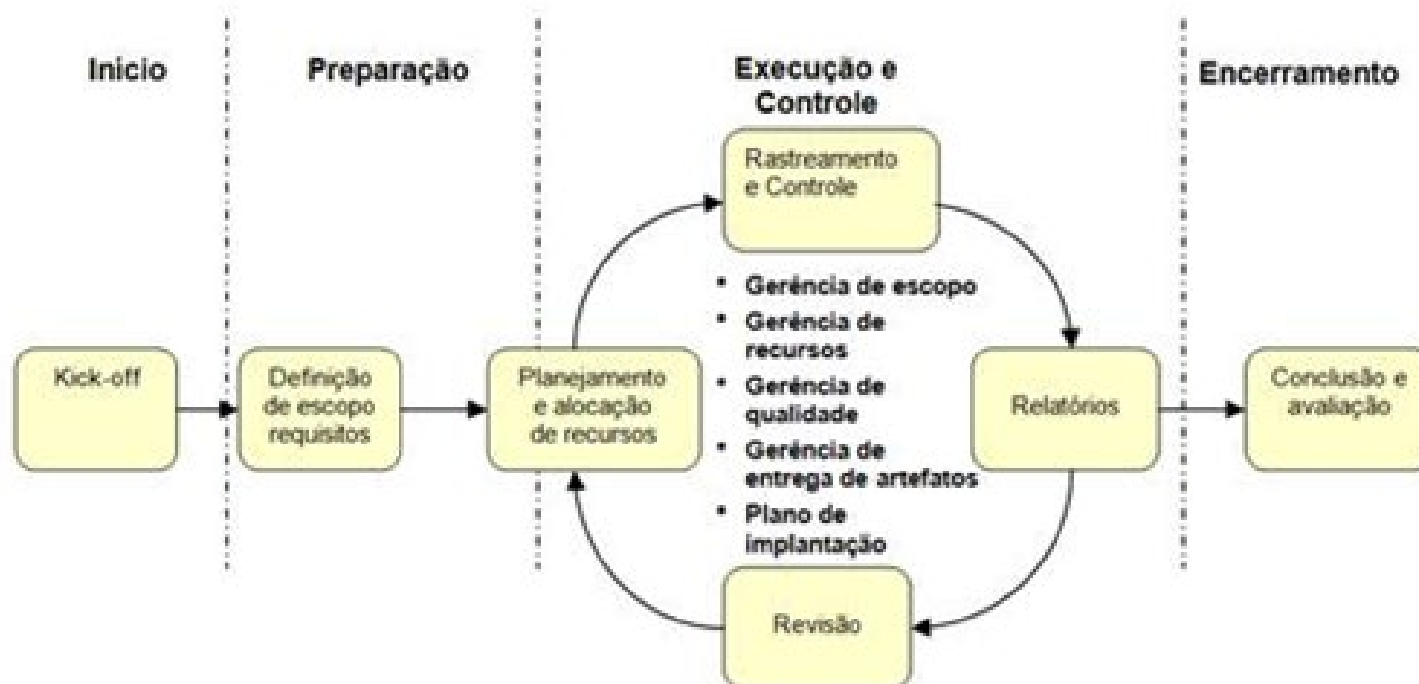 Início
Preparação
Execução e
Controle
Encerramento
Rastreamento
e Controle
• Gerência de escopo
• Gerência de
recursos
• Gerência de
qualidade
• Gerência de
entrega de artefatos
• Plano de
implantação
Kick-off
Definição
de escopo
requisitos
Planejamento
e alocação
de recursos
Relatórios
Conclusão e
avaliação
Revisão